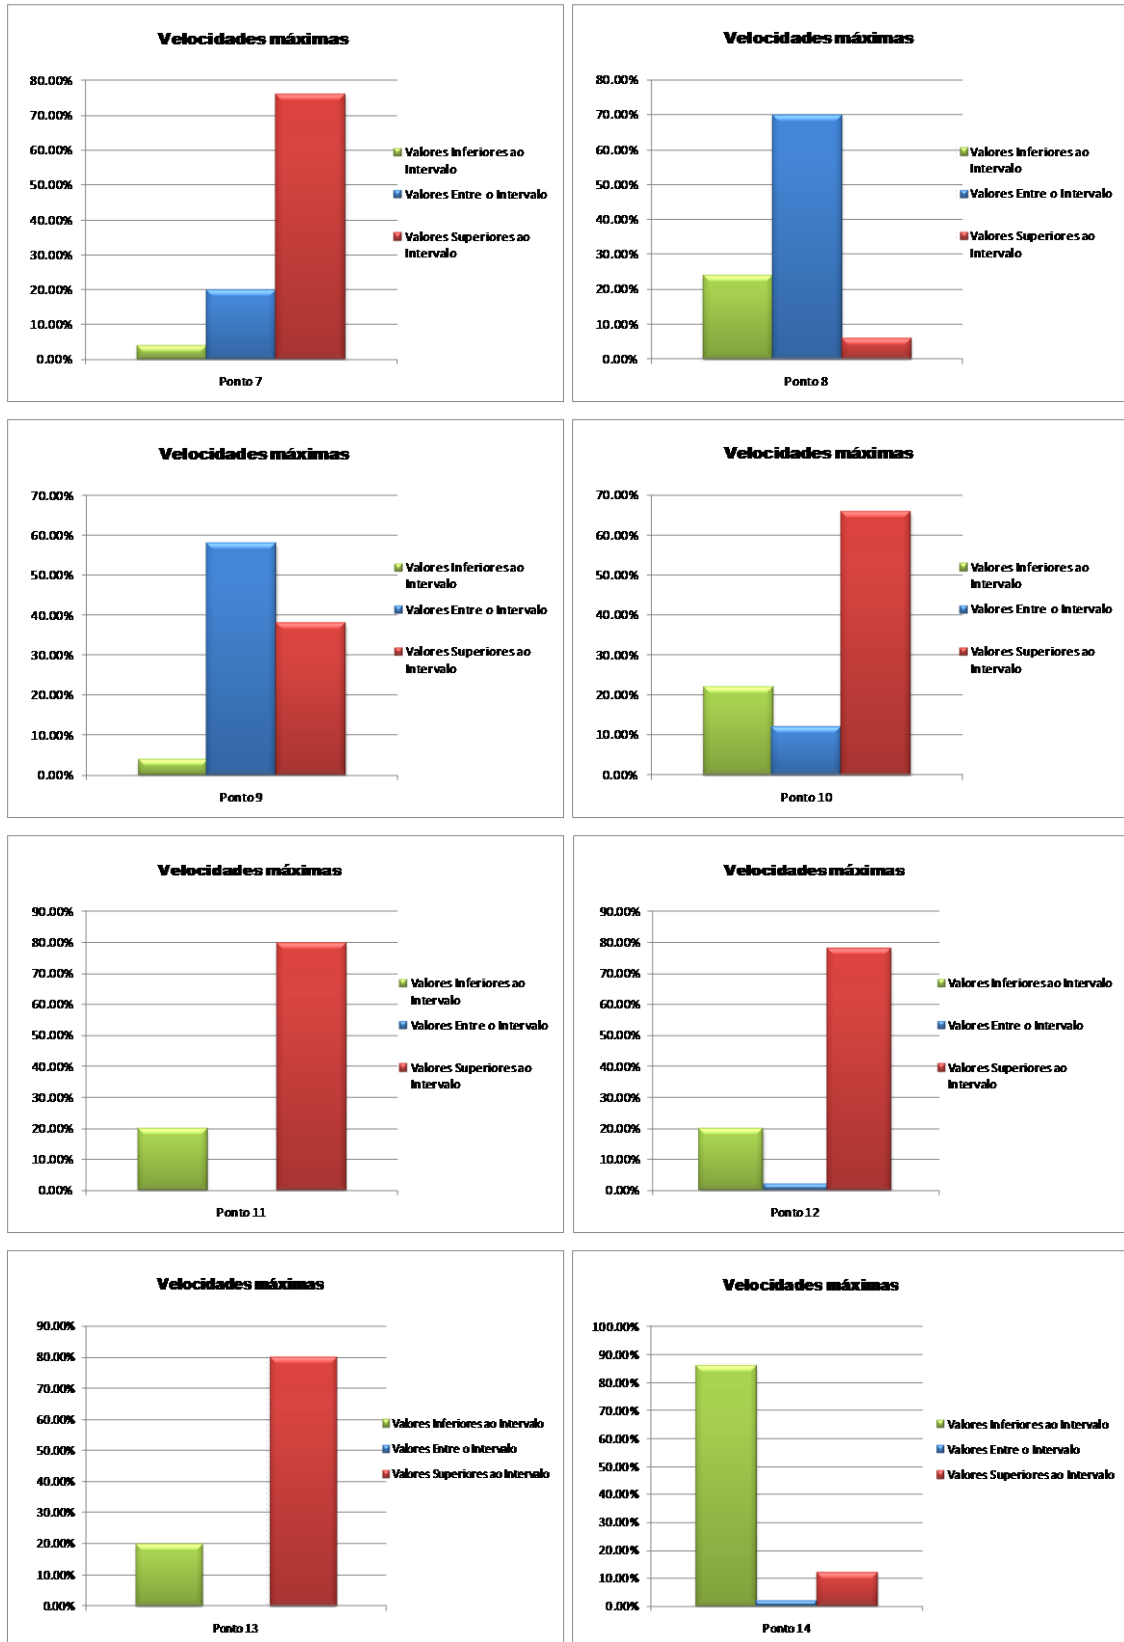 Velocidades máximas
80.00%
70.00%
60.00%
50.00%
40.00%
30.00%
20.00%
10.00%
0.00%
Ponto 7
Valores Inferiores ao
Intervalo
Valores Entre o Intervalo
Valores Superiores ao
Intervalo
Velocidades máximas
80.00%
70.00%
60.00%
50.00%
40.00%
30.00%
20.00%
10.00%
0.00%
Ponto 8
Valores Inferiores ao
Intervalo
Valores Entre o Intervalo
Valores Superiores ao
Intervalo
Velocidades máximas
70.00%
60.00%
50.00%
40.00%
30.00%
20.00%
10.00%
0.00%
Ponto 9
Valores Inferiores ao
Intervalo
Valores Entre o Intervalo
Valores Superiores ao
Intervalo
Velocidades máximas
70.00%
60.00%
50.00%
40.00%
30.00%
20.00%
10.00%
0.00%
Ponto 10
Valores Inferiores ao
Intervalo
Valores Entre o Intervalo
Valores Superiores ao
Intervalo
Velocidades máximas
90.00%
80.00%
70.00%
60.00%
50.00%
40.00%
30.00%
20.00%
10.00%
0.00%
Ponto 11
Valores Inferiores ao
Intervalo
Valores Entre o Intervalo
Valores Superiores ao
Intervalo
Velocidades máximas
90.00%
80.00%
70.00%
60.00%
50.00%
40.00%
30.00%
20.00%
10.00%
0.00%
Ponto 12
Valores Inferiores ao Intervalo
Valores Entre o Intervalo
Valores Superiores ao
Intervalo
Velocidades máximas
90.00%
80.00%
70.00%
60.00%
50.00%
40.00%
30.00%
20.00%
10.00%
0.00%
Ponto 13
Valores Inferiores ao Intervalo
Valores Entre o Intervalo
Valores Superiores ao Intervalo
Velocidades máximas
100.00%
90.00%
80.00%
70.00%
60.00%
50.00%
40.00%
30.00%
20.00%
10.00%
0.00%
Ponto 14
Valores Inferiores ao Intervalo
Valores Entre o Intervalo
Valores Superiores ao Intervalo